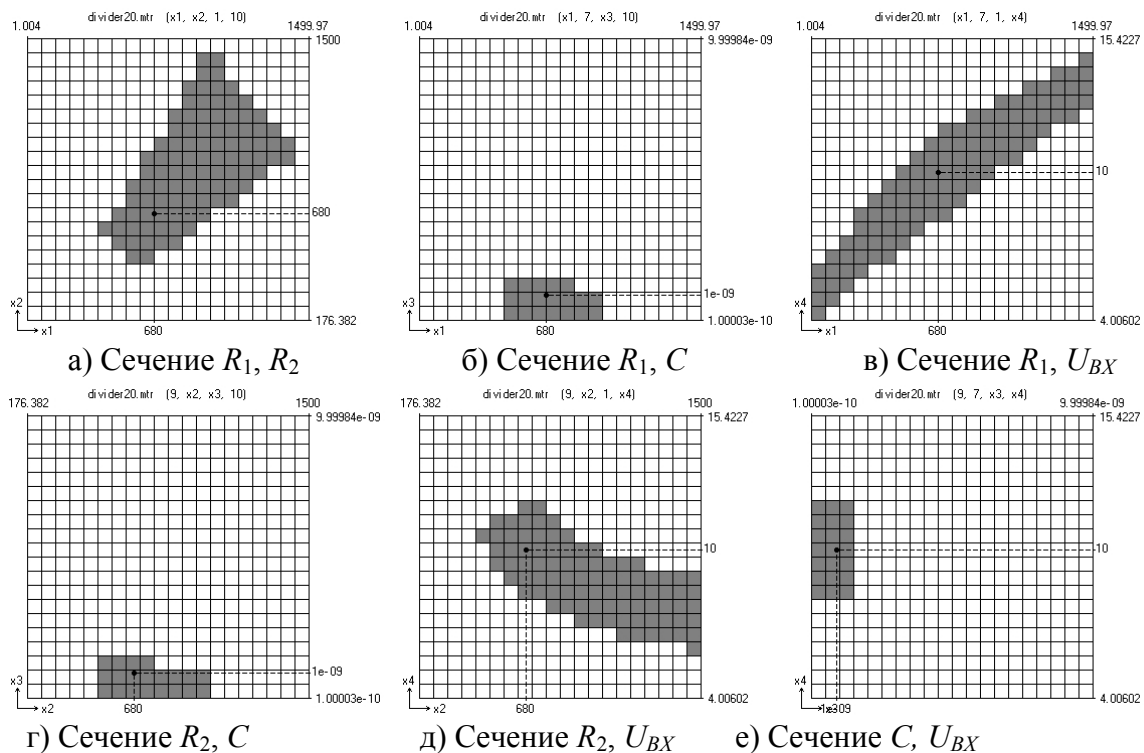 divider20.mtr (x1, x2, 1, 10)
1.004
1499.97
1500
680
x2
x1
680
176.382
а) Сечение R1, R2
divider20.mtr (x1, 7, x3, 10)
1.004
1499.97
9.99984e-09
1e-09
x3
x1
680
1.00003e-10
б) Сечение R1, C
divider20.mtr (x1, 7, 1, x4)
1.004
1499.97
15.4227
10
x4
x1
680
4.00602
в) Сечение R1, UВХ
divider20.mtr (9, x2, x3, 10)
176.382
1500
9.99984e-09
1e-09
x3
x2
680
1.00003e-10
г) Сечение R2, C
divider20.mtr (9, x2, 1, x4)
176.382
1500
15.4227
10
x4
x2
680
4.00602
д) Сечение R2, UВХ
divider20.mtr (9, 7, x3, x4)
1.00003e-10
9.99984e-09
15.4227
10
x4
4.00602
е) Сечение C, UВХ